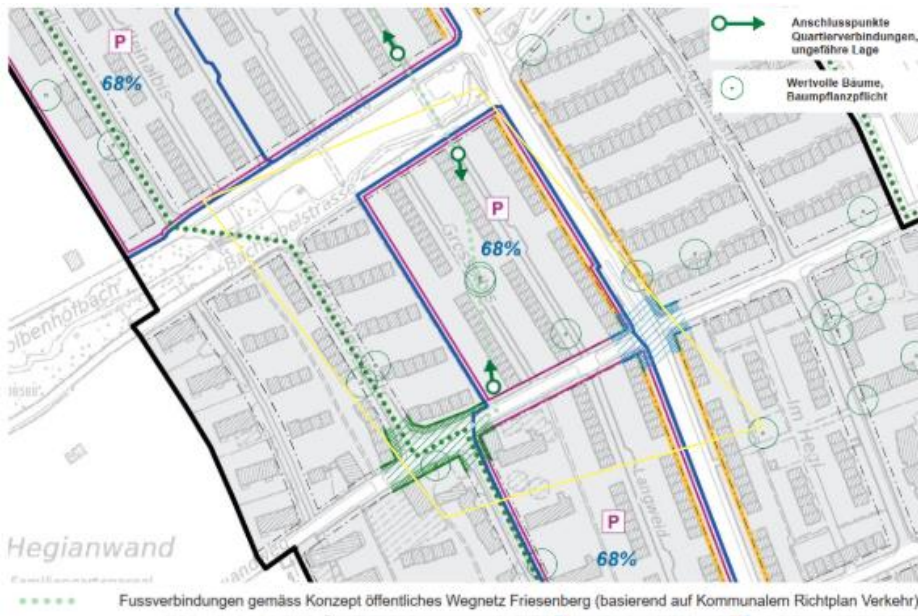 Anschlusspunkte
Quartierverbindungen,
ungefähre Lage
Wertvolle Bäume,
Baumpflanzpflicht
P
68%
P
68%
P
68%
Hegianwand
Im Hegi
Fussverbindungen gemäss Konzept öffentliches Wegnetz Friesenberg (basierend auf Kommunalem Richtplan Verkehr)